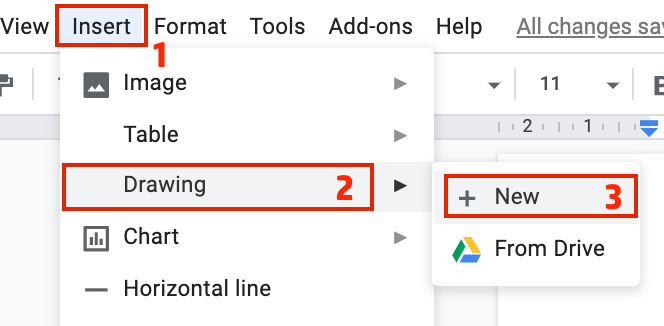 View Insert Format Tools Add-ons Help All changes sa
1
Image
11
B
Table
2 1
Drawing 2
New 3
Chart
From Drive
Horizontal line